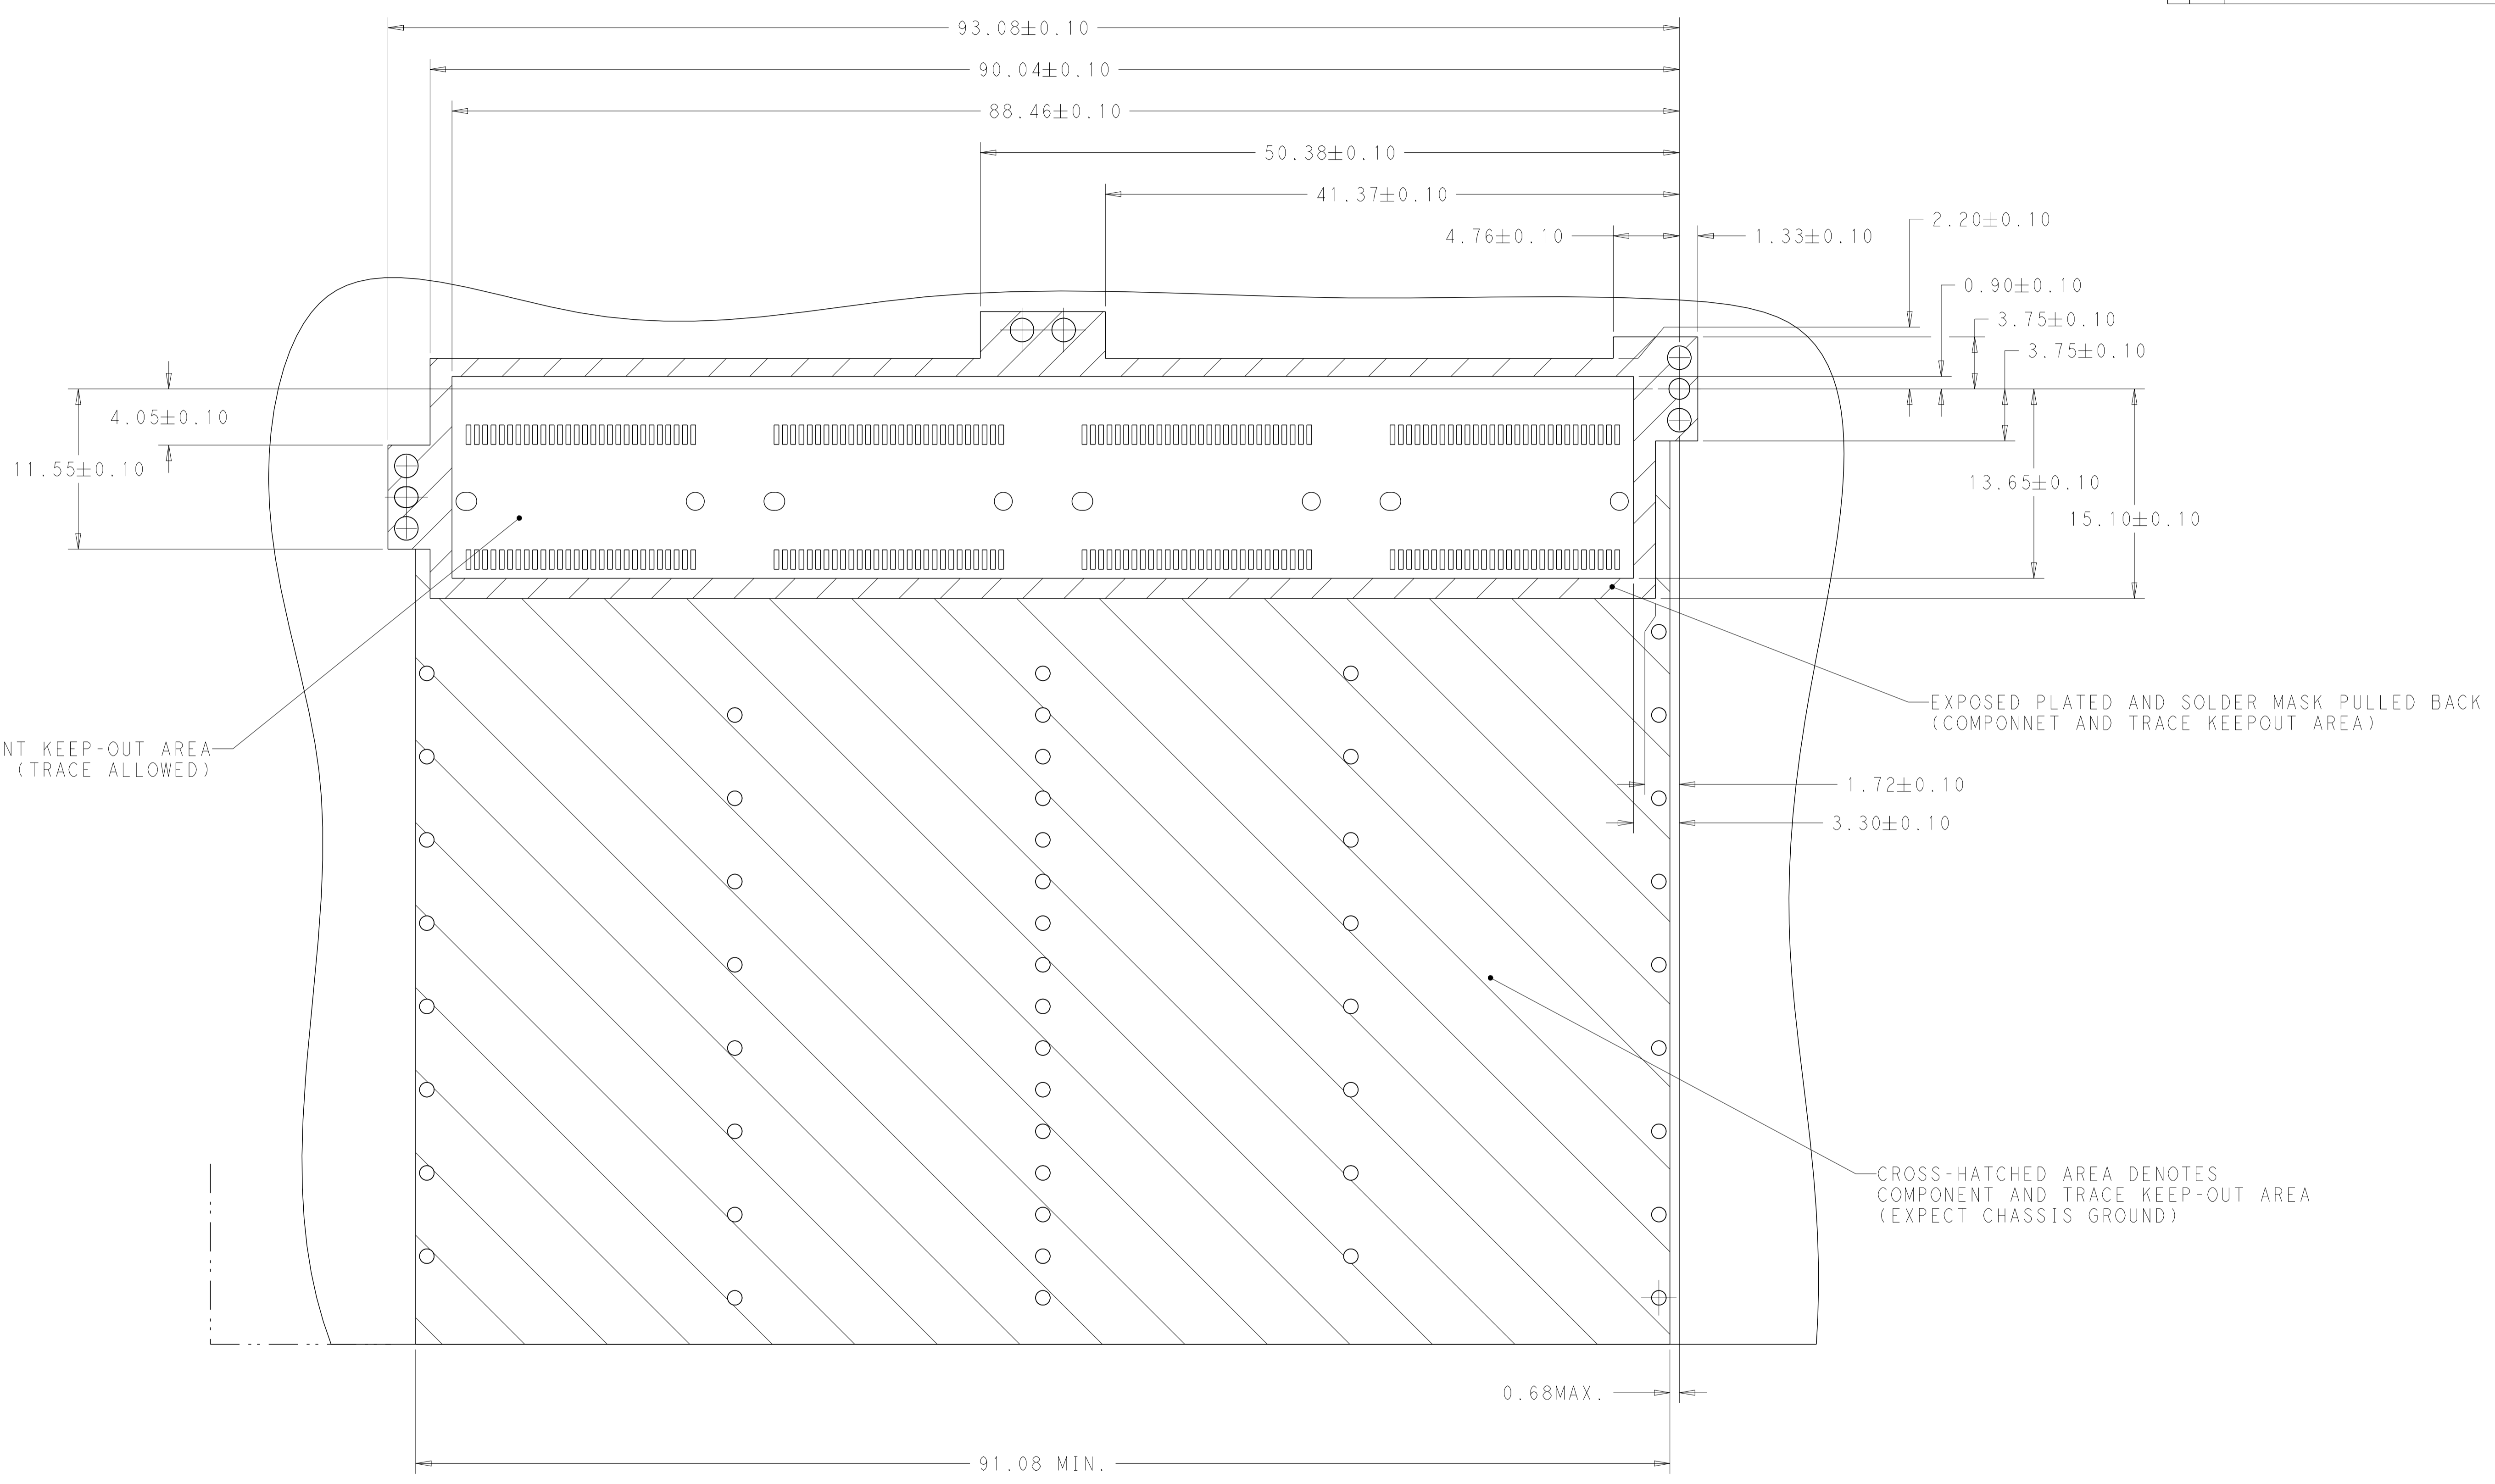 93.08±0.10
90.04±0.10
88.46±0.10
50.38±0.10
41.37±0.10
2.20±0.10
4.76±0.10
1.33±0.10
0.90±0.10
3.75±0.10
3.75±0.10
4.05±0.10
11.55±0.10
13.65±0.10
15.10±0.10
EXPOSED PLATED AND SOLDER MASK PULLED BACK
(COMPONNET AND TRACE KEEPOUT AREA)
NT KEEP-OUT AREA
(TRACE ALLOWED)
1.72±0.10
3.30±0.10
CROSS-HATCHED AREA DENOTES
COMPONENT AND TRACE KEEP-OUT AREA
(EXPECT CHASSIS GROUND)
0.68MAX.
91.08 MIN.